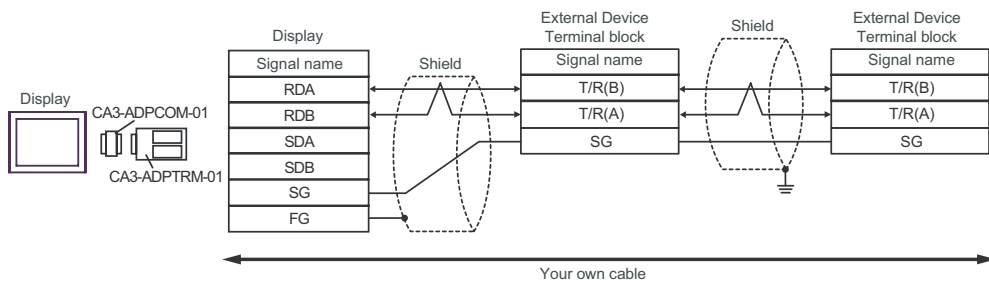 Display
CA3-ADPCOM-01
CA3-ADPTRM-01
Display
Signal name
RDA
RDB
SDA
SDB
SG
FG
Shield
External Device
Terminal block
Signal name
T/R(B)
T/R(A)
SG
Shield
External Device
Terminal block
Signal name
T/R(B)
T/R(A)
SG
Your own cable